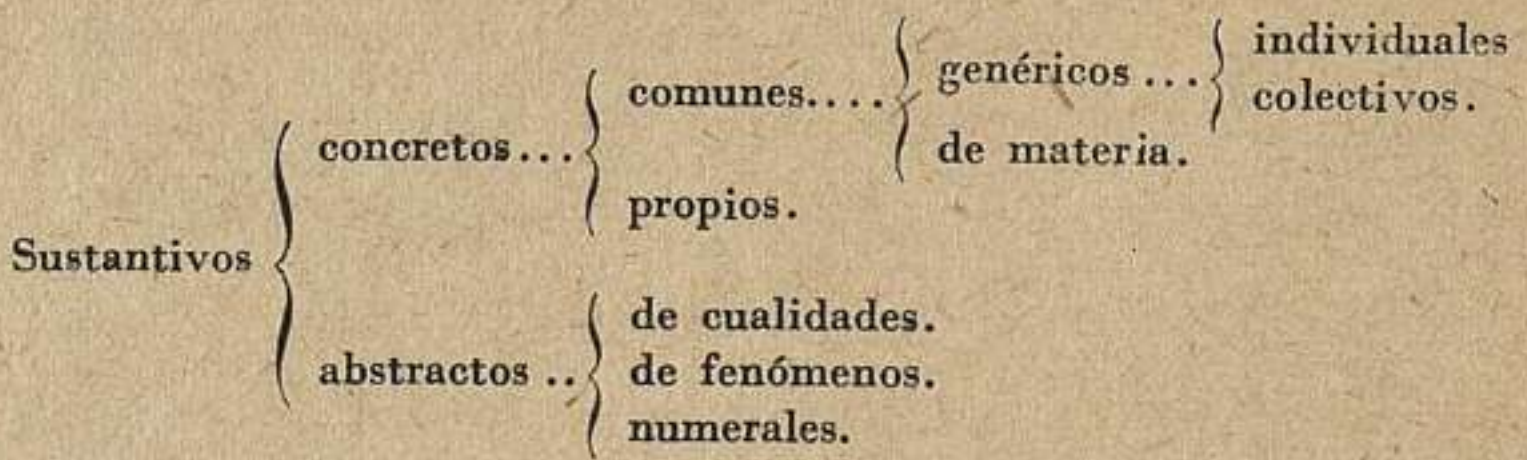 individuales
genéricos ...
comunes....
colectivos.
concretos...
de materia.
propios.
Sustantivos
de cualidades.
abstractos ..
de fenómenos.
numerales.